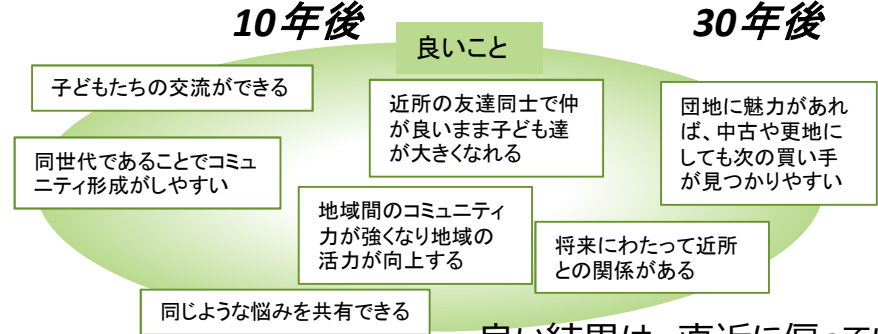 10年後
30年後
良いこと
子どもたちの交流ができる
近所の友達同士で仲
が良いまま子ども達
が大きくなれる
団地に魅力があれ
ば、中古や更地に
しても次の買い手
が見つかりやすい
同世代であることでコミュ
ニティ形成がしやすい
地域間のコミュニティ
力が強くなり地域の
活力が向上する
将来にわたって近所
との関係がある
同じような悩みを共有できる